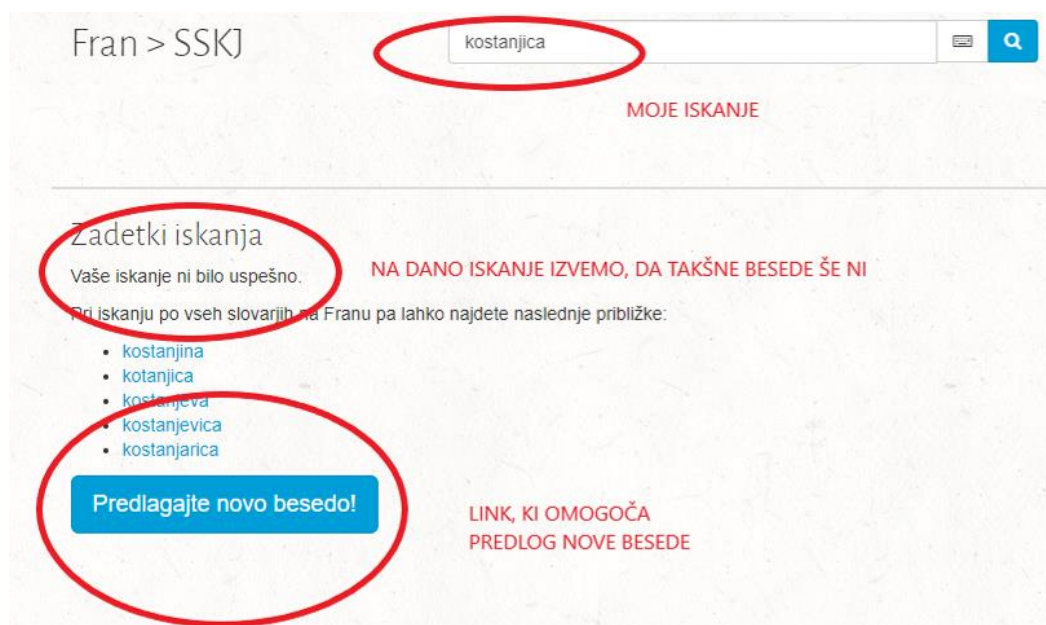 Fran > SSKJ
kostanjica
MOJE ISKANJE
Zadetki iskanja
Vaše iskanje ni bilo uspešno.
NA DANO ISKANJE IZVEMO, DA TAKŠNE BESEDE ŠE NI
Pri iskanju po vseh slovarjih na Franu pa lahko najdete naslednje približke:
kostanjina
kotanjica
kostanjeva
kostanjevica
kostanjarica
Predlagajte novo besedo!
LINK, KI OMOGOČA
PREDLOG NOVE BESEDE